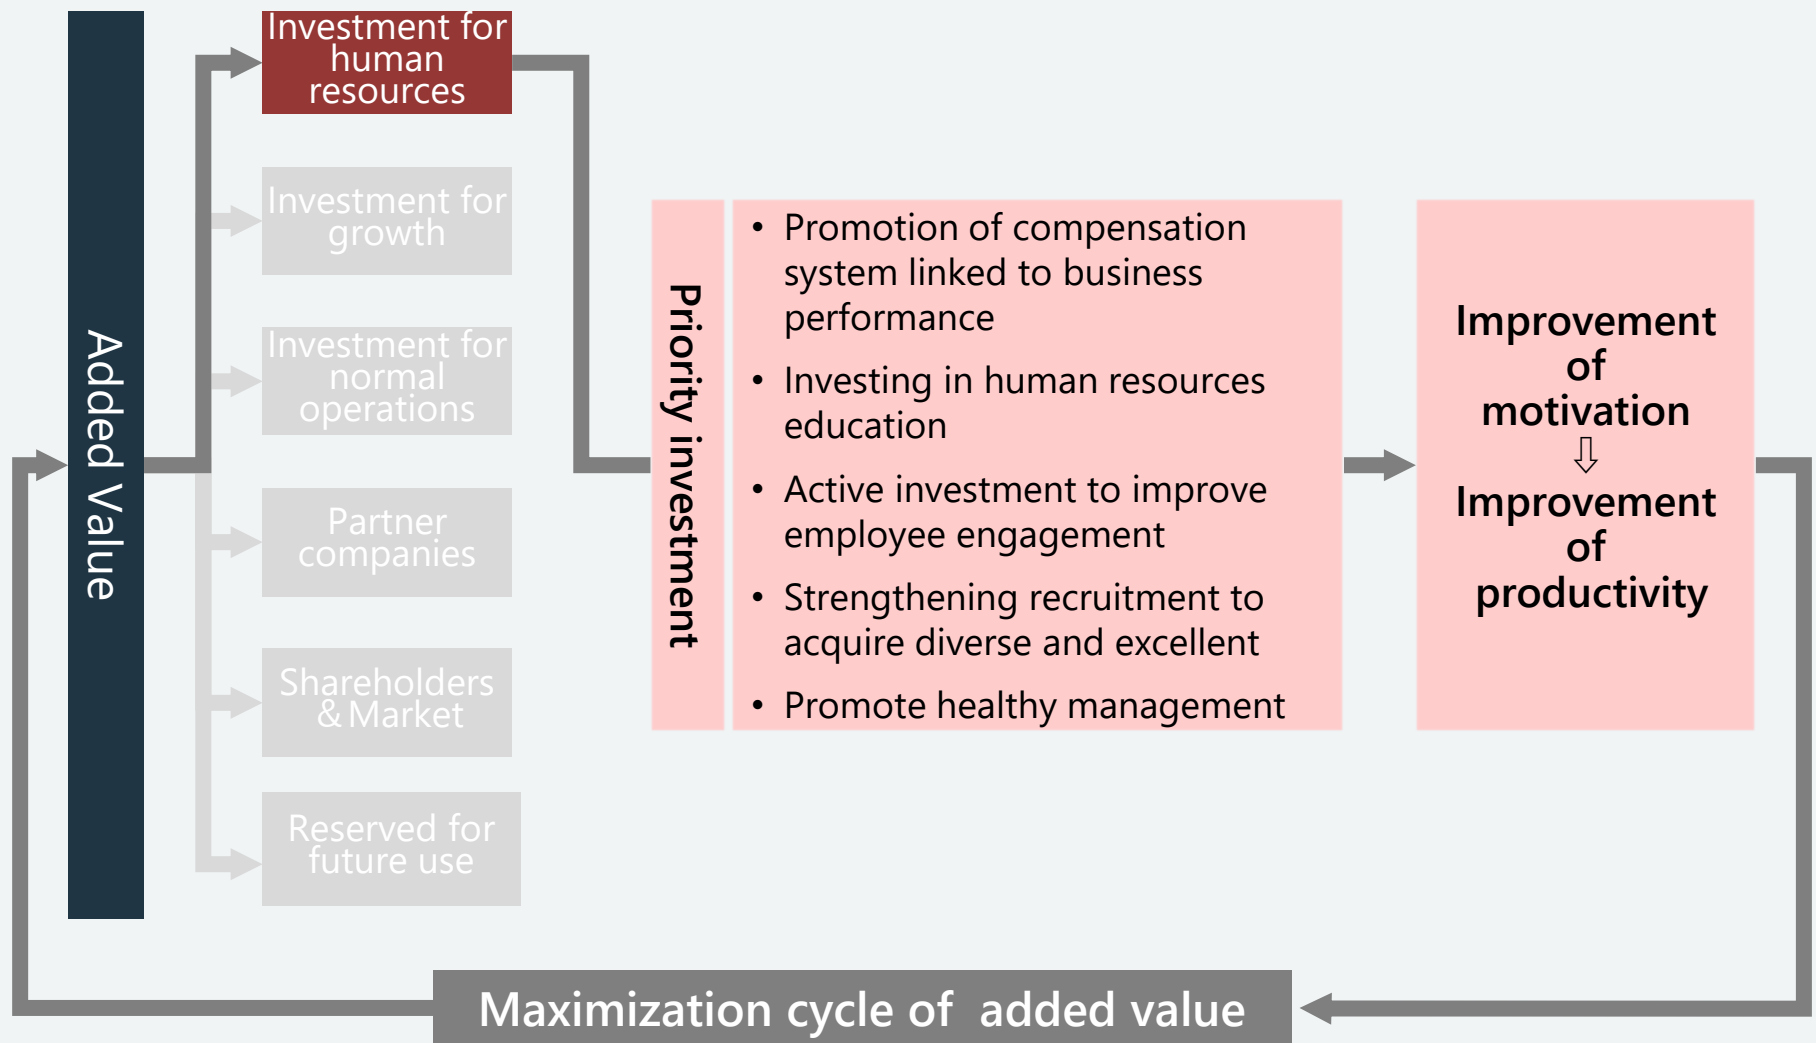 Added Value
Investment for
human
resources
Investment for
growth
Investment for
normal
operations
Partner
companies
Shareholders
& Market
Reserved for
future use
Priority investment
• Promotion of compensation
system linked to business
performance
• Investing in human resources
education
• Active investment to improve
employee engagement
• Strengthening recruitment to
acquire diverse and excellent
• Promote healthy management
Improvement
of
motivation
⇩
Improvement
of
productivity
Maximization cycle of added value